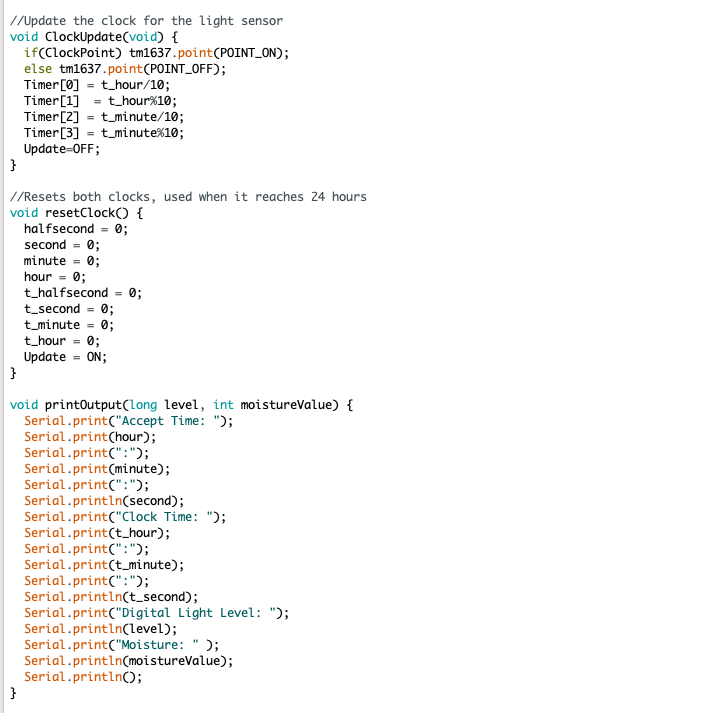 //Update the clock for the light sensor
void ClockUpdate(void) {
  if(ClockPoint) tm1637.point(POINT_ON);
  else tm1637.point(POINT_OFF);
  Timer[0] = t_hour/10;
  Timer[1]  = t_hour%10;
  Timer[2] = t_minute/10;
  Timer[3] = t_minute%10;
  Update=OFF;
}

//Resets both clocks, used when it reaches 24 hours
void resetClock() {
  halfsecond = 0;
  second = 0;
  minute = 0;
  hour = 0;
  t_halfsecond = 0;
  t_second = 0;
  t_minute = 0;
  t_hour = 0;
  Update = ON;
}

void printOutput(long level, int moistureValue) {
  Serial.print("Accept Time: ");
  Serial.print(hour);
  Serial.print(":");
  Serial.print(minute);
  Serial.print(":");
  Serial.println(second);
  Serial.print("Clock Time: ");
  Serial.print(t_hour);
  Serial.print(":");
  Serial.print(t_minute);
  Serial.print(":");
  Serial.println(t_second);
  Serial.print("Digital Light Level: ");
  Serial.println(level);
  Serial.print("Moisture: " );
  Serial.println(moistureValue);
  Serial.println();
}